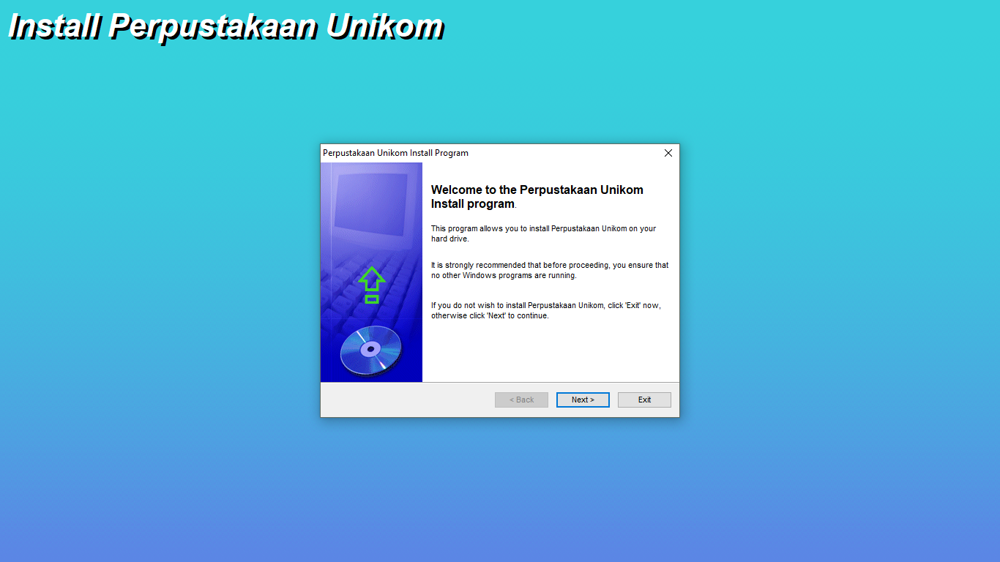 Install Perpustakaan Unikom
Perpustakaan Unikom Install Program
Welcome to the Perpustakaan Unikom
Install program.
This program allows you to install Perpustakaan Unikom on your
hard drive.
It is strongly recommended that before proceeding, you ensure that
no other Windows programs are running.
If you do not wish to install Perpustakaan Unikom, click 'Exit' now,
otherwise click 'Next' to continue.
< Back
Next >
Exit